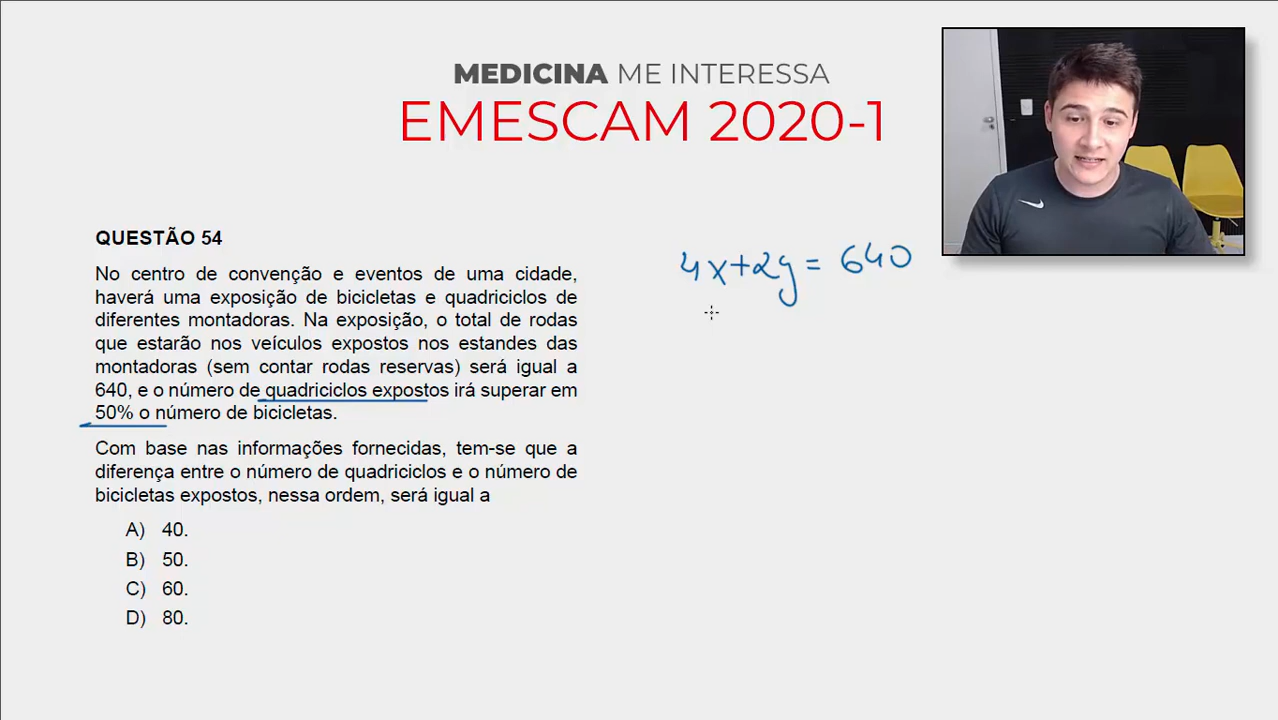 MEDICINA ME INTERESSA
EMESCAM 2020-1
QUESTÃO 54
No centro de convenção e eventos de uma cidade,
haverá uma exposição de bicicletas e quadriciclos de
diferentes montadoras. Na exposição, o total de rodas
que estarão nos veículos expostos nos estandes das
montadoras (sem contar rodas reservas) será igual a
640, e o número de quadriciclos expostos irá superar em
50% o número de bicicletas.
Com base nas informações fornecidas, tem-se que a
diferença entre o número de quadriciclos e o número de
bicicletas expostos, nessa ordem, será igual a
A) 40.
B) 50.
C) 60.
D) 80.
4x+2y = 640